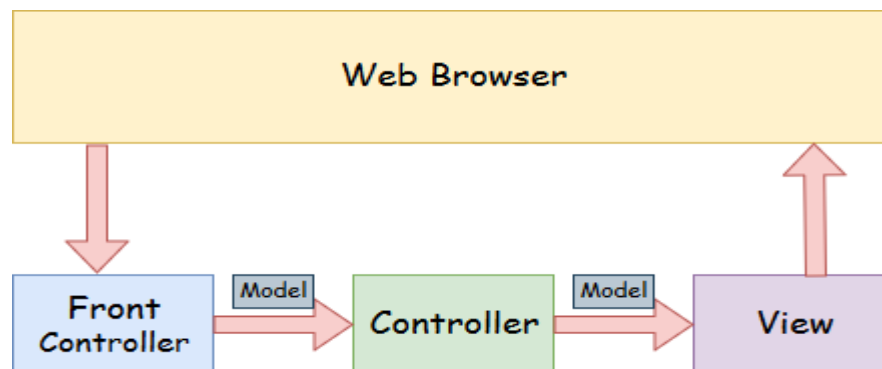 Web Browser
Model
Model
Front
Controller
Controller
View